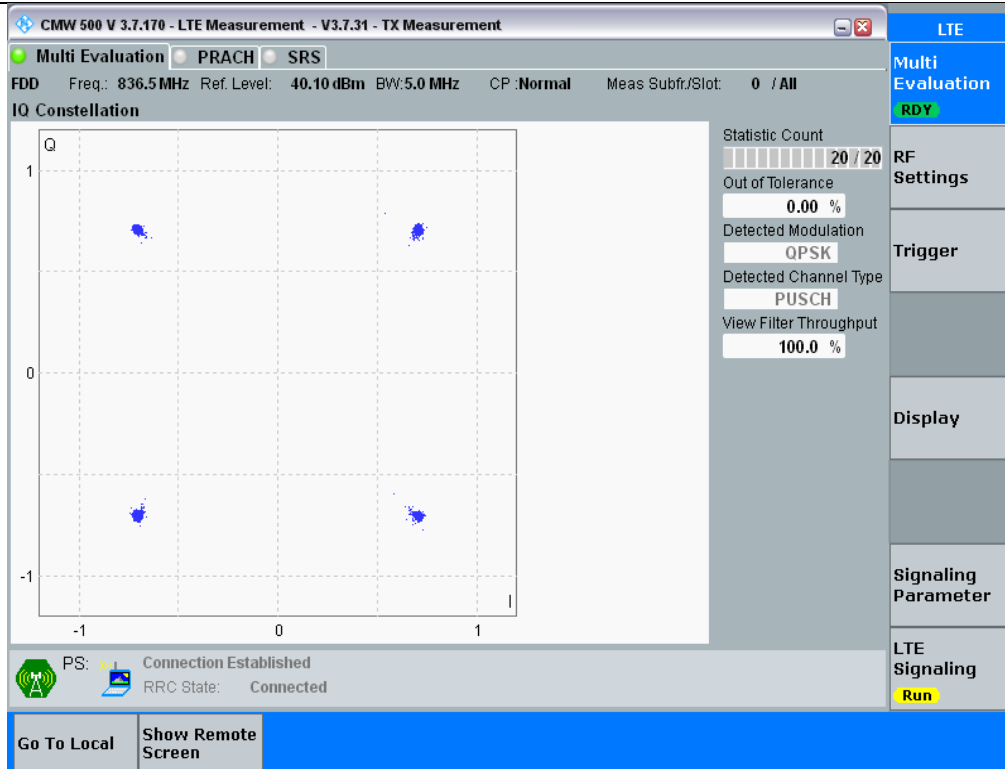 CMW 500 V 3.7.170 - LTE Measurement - V3.7.31 - TX Measurement
LTE
Multi Evaluation PRACH SRS
FDD Freq.: 836.5 MHz Ref. Level: 40.10 dBm BW:5.0 MHz CP :Normal Meas Subfr./Slot: 0 / All
IQ Constellation
Q
1
0
-1
-1 0 1
I
Statistic Count
20 / 20
Out of Tolerance
0.00 %
Detected Modulation
QPSK
Detected Channel Type
PUSCH
View Filter Throughput
100.0 %
PS: Connection Established
RRC State: Connected
Multi
Evaluation
RDY
RF
Settings
Trigger
Display
Signaling
Parameter
LTE
Signaling
Run
Go To Local
Show Remote
Screen